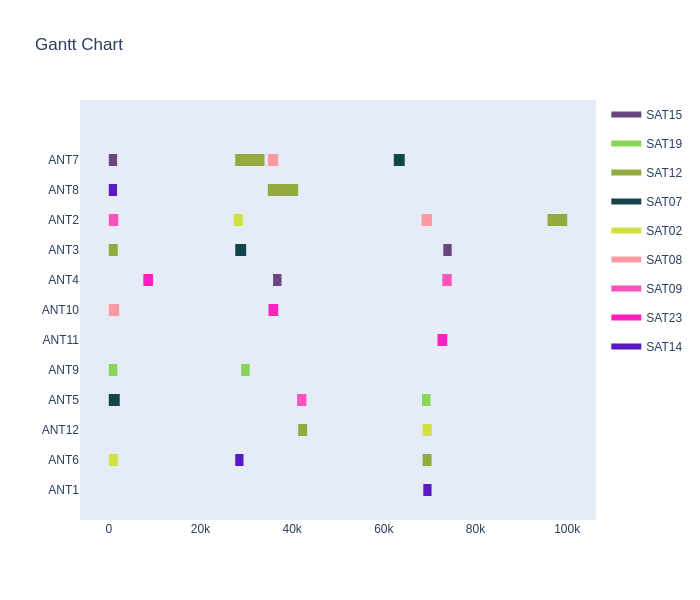 Gantt Chart
ANT7
ANT8
ANT2
ANT3
ANT4
ANT10
ANT11
ANT9
ANT5
ANT12
ANT6
ANT1
0 20k 40k 60k 80k 100k
SAT15
SAT19
SAT12
SAT07
SAT02
SAT08
SAT09
SAT23
SAT14